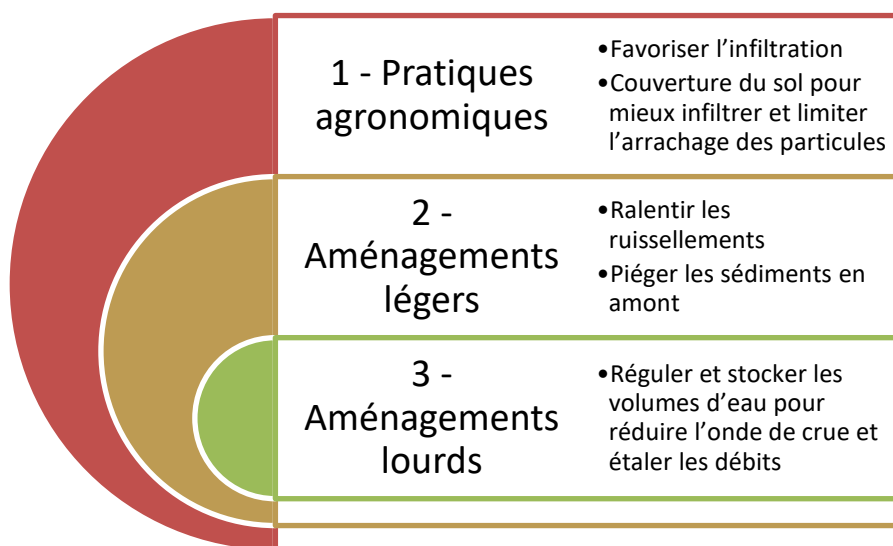 1 - Pratiques
agronomiques
•Favoriser l’infiltration
•Couverture du sol pour
mieux infiltrer et limiter
l’arrachage des particules
2 -
Aménagements
légers
•Ralentir les
ruissellements
•Piéger les sédiments en
amont
3 -
Aménagements
lourds
•Réguler et stocker les
volumes d’eau pour
réduire l’onde de crue et
étaler les débits